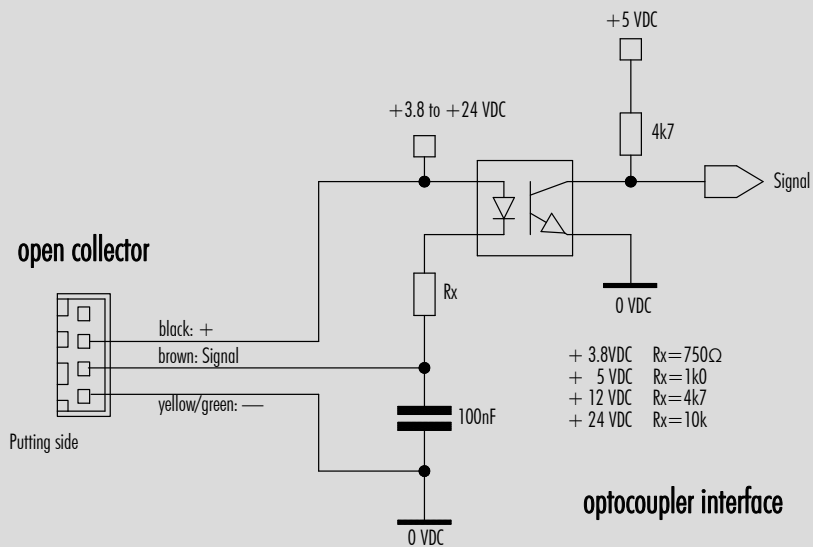 +5 VDC
+3.8 to +24 VDC
4k7
Signal
open collector
Rx
0 VDC
black: +
brown: Signal
yellow/green: —
+ 3.8VDC Rx=750Ω
+ 5 VDC Rx=1k0
+ 12 VDC Rx=4k7
+ 24 VDC Rx=10k
100nF
Putting side
optocoupler interface
0 VDC